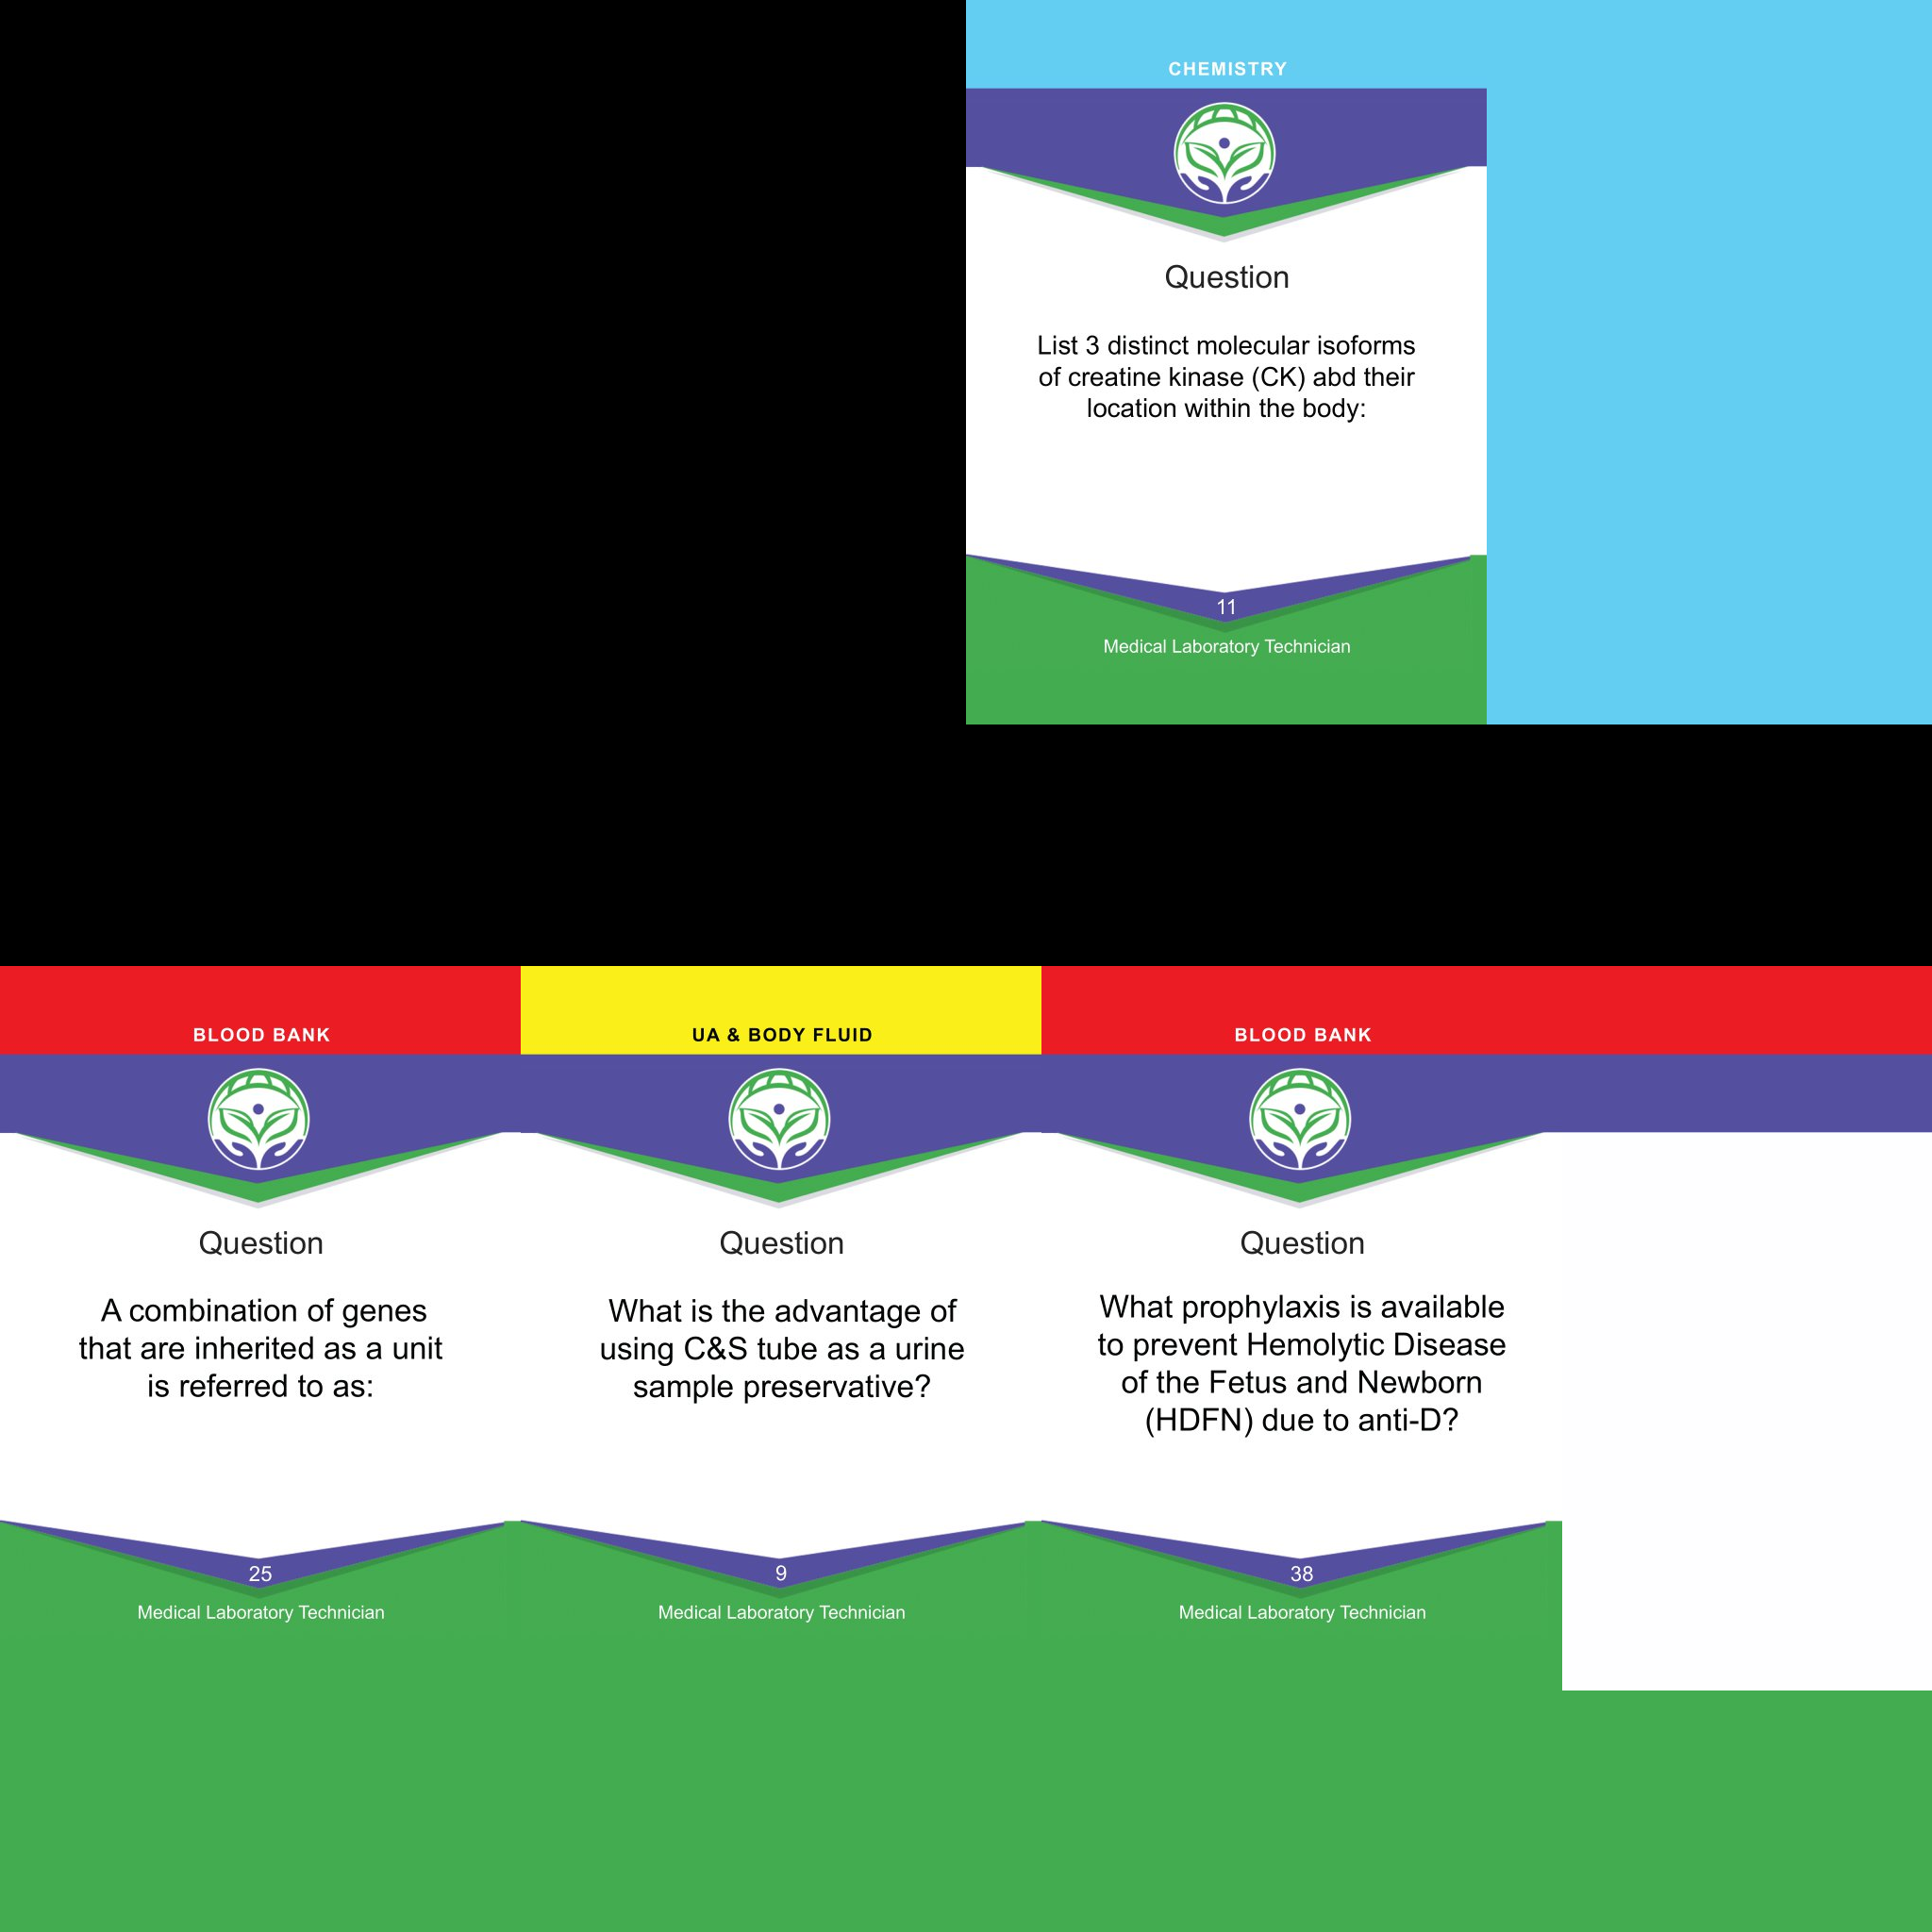 CHEMISTRY
Question
List 3 distinct molecular isoforms
of creatine kinase (CK) abd their
location within the body:
11
Medical Laboratory Technician
BLOOD BANK
Question
A combination of genes
that are inherited as a unit
is referred to as:
25
Medical Laboratory Technician
UA & BODY FLUID
Question
What is the advantage of
using C&S tube as a urine
sample preservative?
9
Medical Laboratory Technician
BLOOD BANK
Question
What prophylaxis is available
to prevent Hemolytic Disease
of the Fetus and Newborn
(HDFN) due to anti-D?
38
Medical Laboratory Technician